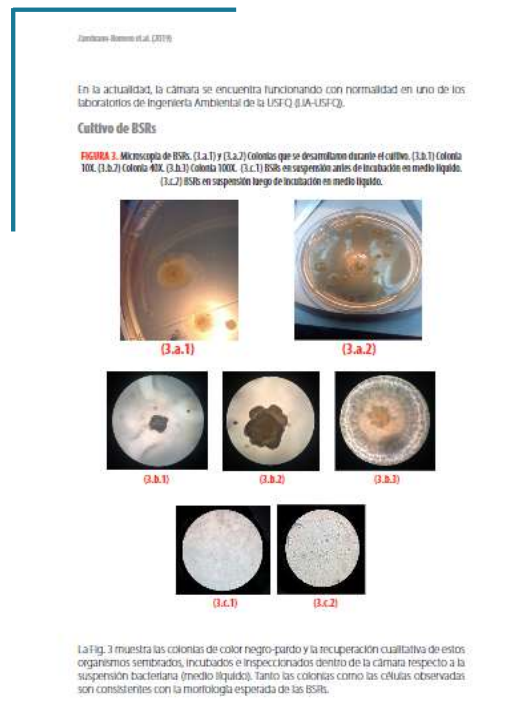 Zambrano-Romero et.al. (2019)
En la actualidad, la cámara se encuentra funcionando con normalidad en uno de los
laboratorios de Ingeniería Ambiental de la USFQ (LIA-USFQ).
Cultivo de BSRs
FIGURA 3. Microscopía de BSRs. (3.a.1) y (3.a.2) Colonias que se desarrollaron durante el cultivo. (3.b.1) Colonia
10X. (3.b.2) Colonia 40X. (3.b.3) Colonia 100X. (3.c.1) BSRs en suspensión antes de incubación en medio líquido.
(3.c.2) BSRs en suspensión luego de incubación en medio líquido.
(3.a.1)
(3.a.2)
(3.b.1)
(3.b.2)
(3.b.3)
(3.c.1)
(3.c.2)
La Fig. 3 muestra las colonias de color negro-pardo y la recuperación cualitativa de estos
organismos sembrados, incubados e inspeccionados dentro de la cámara respecto a la
suspensión bacteriana (medio líquido). Tanto las colonias como las células observadas
son consistentes con la morfología esperada de las BSRs.